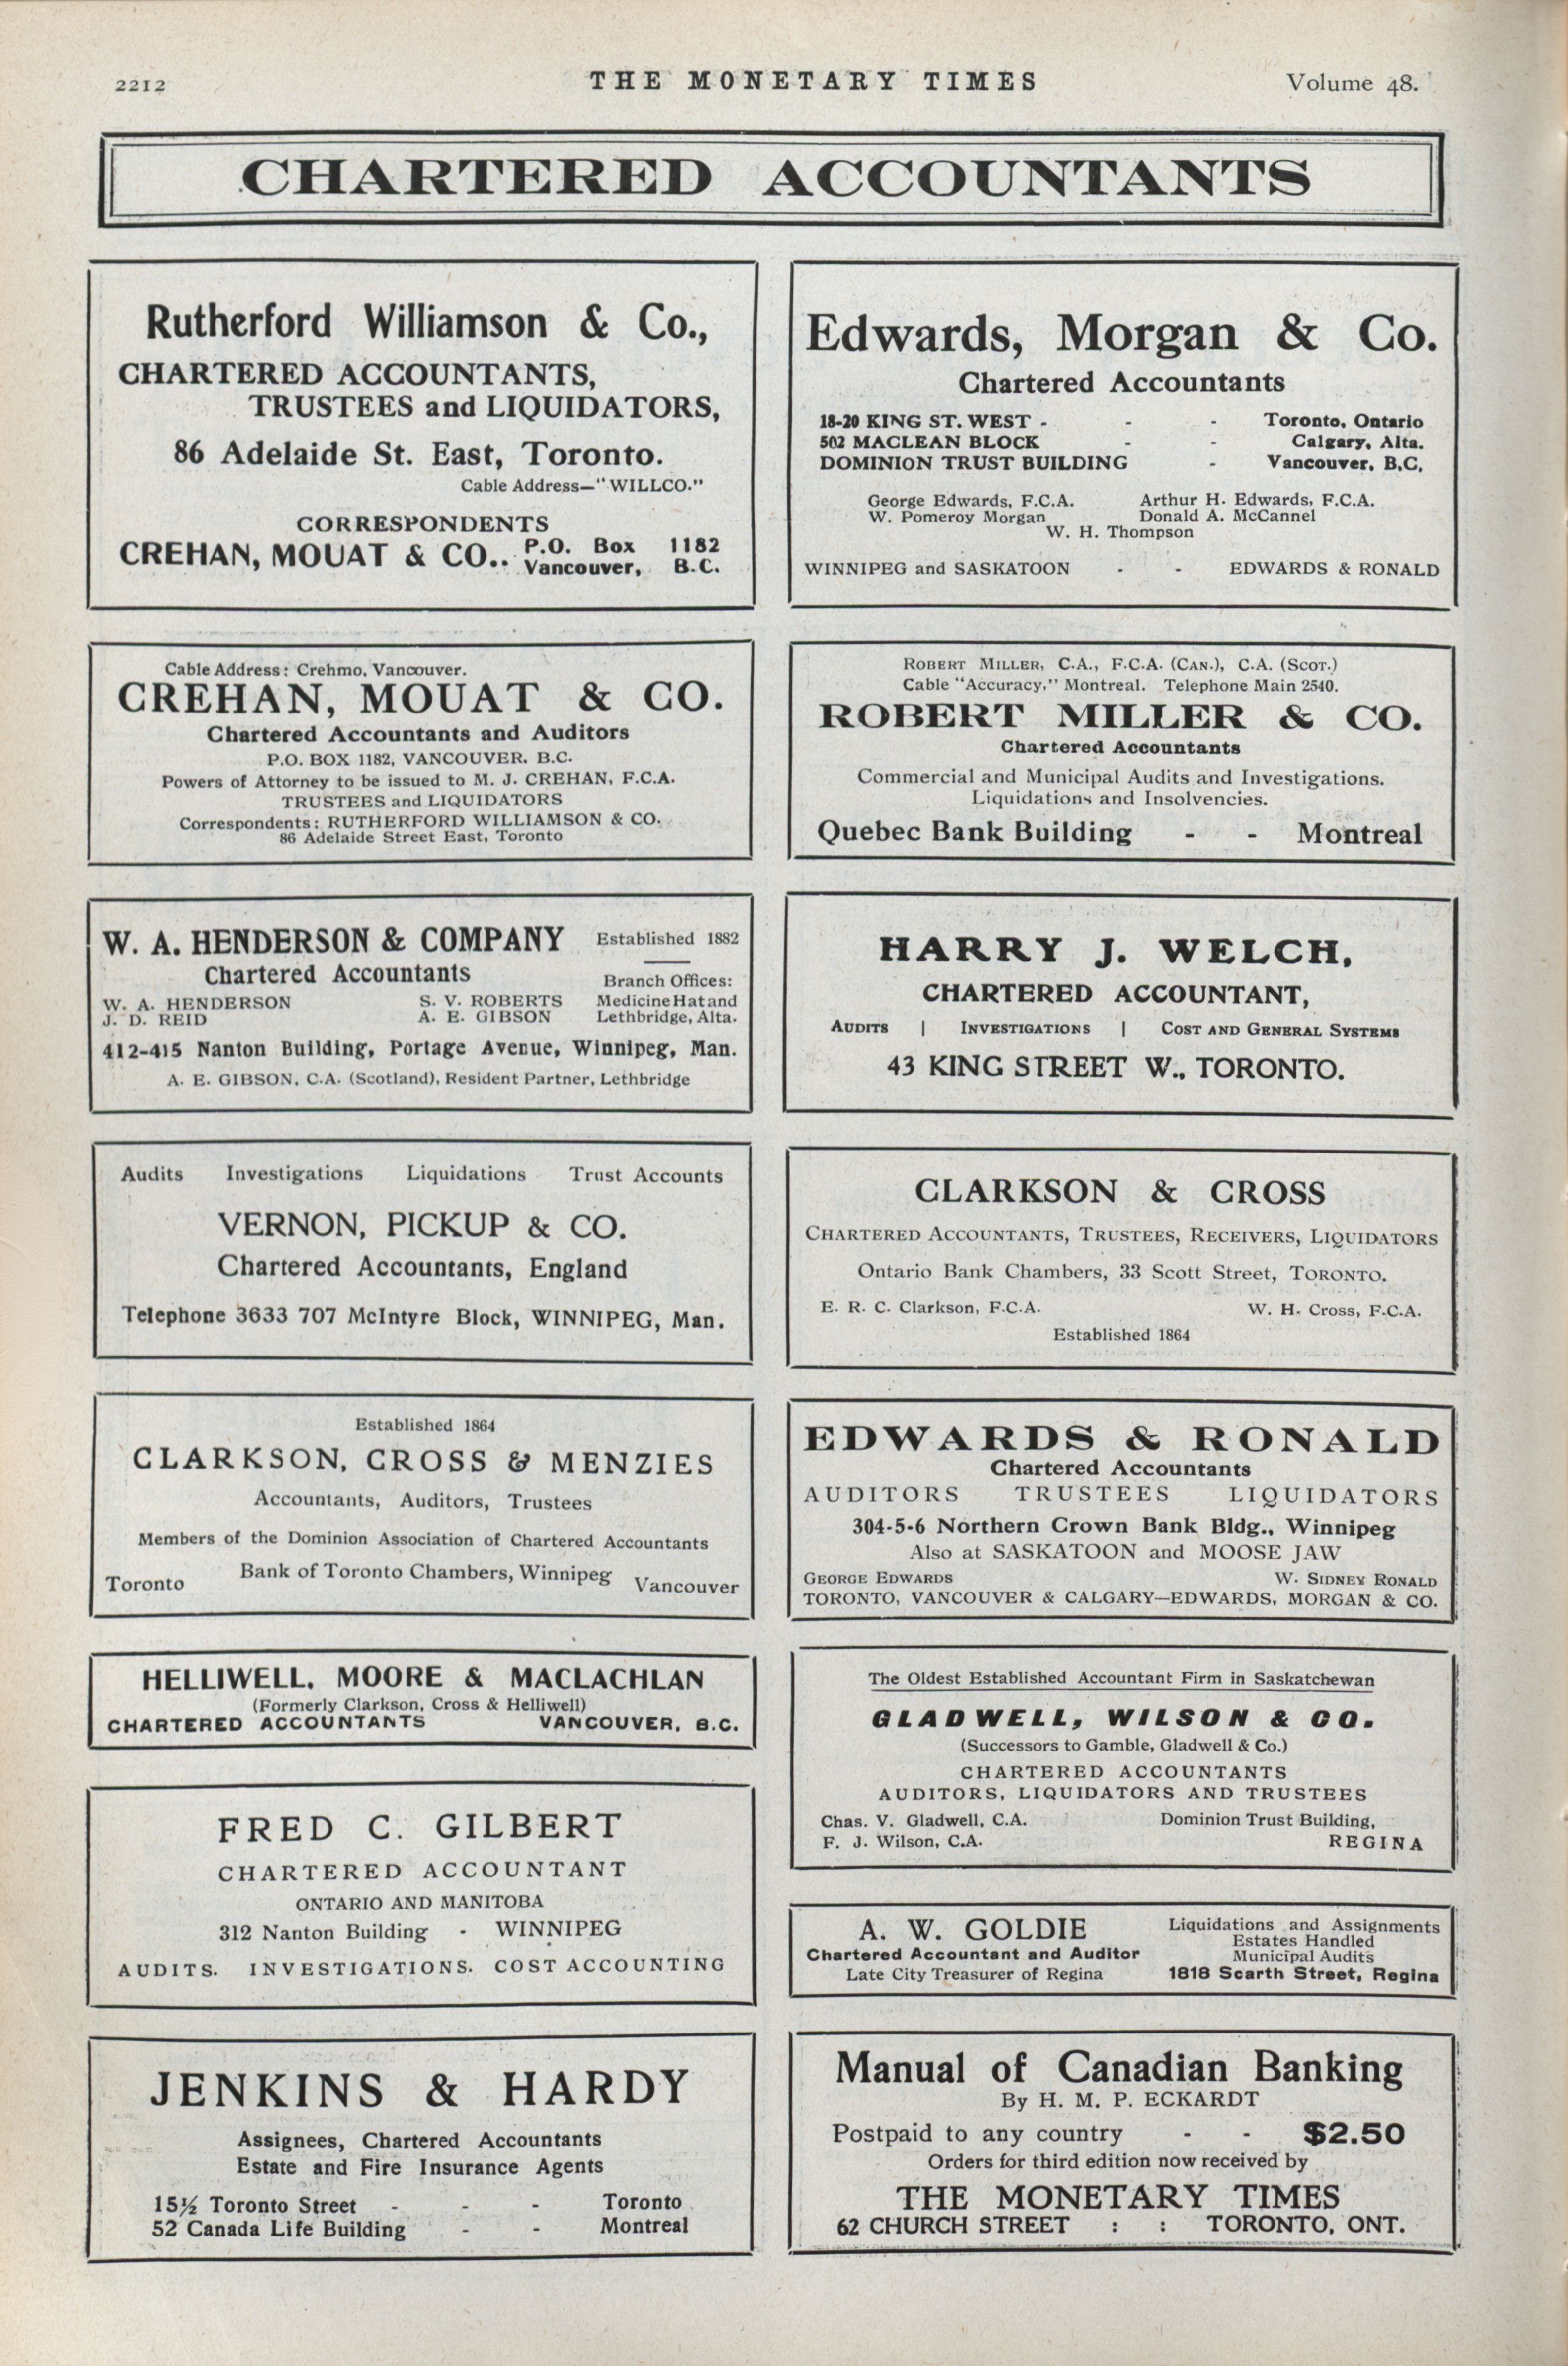 2212
THE MONETARY TIMES
Volume 48.
CHARTERED ACCOUNTANTS
Rutherford Williamson & Co.,
CHARTERED ACCOUNTANTS,
TRUSTEES and LIQUIDATORS,
86 Adelaide St. East, Toronto.
Cable Address—"WILLCO."
CORRESPONDENTS
CREHAN, MOUAT & CO.. P.O. Box 1182
Vancouver, B.C.
Edwards, Morgan & Co.
Chartered Accountants
18-20 KING ST. WEST - - - Toronto, Ontario
502 MACLEAN BLOCK - - Calgary, Alta.
DOMINION TRUST BUILDING - Vancouver, B.C.
George Edwards, F.C.A. Arthur H. Edwards, F.C.A.
W. Pomeroy Morgan Donald A. McCannel
W. H. Thompson
WINNIPEG and SASKATOON - - EDWARDS & RONALD
Cable Address: Crehmo, Vancouver.
CREHAN, MOUAT & CO.
Chartered Accountants and Auditors
P.O. BOX 1182, VANCOUVER. B.C.
Powers of Attorney to be issued to M. J. CREHAN, F.C.A.
TRUSTEES and LIQUIDATORS
Correspondents: RUTHERFORD WILLIAMSON & CO.
86 Adelaide Street East, Toronto
ROBERT MILLER, C.A., F.C.A. (CAN.), C.A. (SCOT.)
Cable "Accuracy," Montreal. Telephone Main 2540.
ROBERT MILLER & CO.
Chartered Accountants
Commercial and Municipal Audits and Investigations.
Liquidations and Insolvencies.
Quebec Bank Building - - Montreal
W. A. HENDERSON & COMPANY Established 1882
Chartered Accountants
Branch Offices:
W. A. HENDERSON S. V. ROBERTS Medicine Hat and
J. D. REID A. E. GIBSON Lethbridge, Alta.
412-415 Nanton Building, Portage Avenue, Winnipeg, Man.
A. E. GIBSON, C.A. (Scotland), Resident Partner, Lethbridge
HARRY J. WELCH,
CHARTERED ACCOUNTANT,
AUDITS | INVESTIGATIONS | COST AND GENERAL SYSTEMS
43 KING STREET W., TORONTO.
Audits Investigations Liquidations Trust Accounts
VERNON, PICKUP & CO.
Chartered Accountants, England
Telephone 3633 707 McIntyre Block, WINNIPEG, Man.
CLARKSON & CROSS
CHARTERED ACCOUNTANTS, TRUSTEES, RECEIVERS, LIQUIDATORS
Ontario Bank Chambers, 33 Scott Street, TORONTO.
E. R. C. Clarkson, F.C.A. W. H. Cross, F.C.A.
Established 1864
Established 1864
CLARKSON, CROSS & MENZIES
Accountants, Auditors, Trustees
Members of the Dominion Association of Chartered Accountants
Toronto Bank of Toronto Chambers, Winnipeg Vancouver
EDWARDS & RONALD
Chartered Accountants
AUDITORS TRUSTEES LIQUIDATORS
304-5-6 Northern Crown Bank Bldg., Winnipeg
Also at SASKATOON and MOOSE JAW
GEORGE EDWARDS W. SIDNEY RONALD
TORONTO, VANCOUVER & CALGARY—EDWARDS, MORGAN & CO.
HELLIWELL, MOORE & MACLACHLAN
(Formerly Clarkson, Cross & Helliwell)
CHARTERED ACCOUNTANTS VANCOUVER, B.C.
The Oldest Established Accountant Firm in Saskatchewan
GLADWELL, WILSON & CO.
(Successors to Gamble, Gladwell & Co.)
CHARTERED ACCOUNTANTS
AUDITORS, LIQUIDATORS AND TRUSTEES
Chas. V. Gladwell, C.A. Dominion Trust Building,
F. J. Wilson, C.A. REGINA
FRED C. GILBERT
CHARTERED ACCOUNTANT
ONTARIO AND MANITOBA
312 Nanton Building - WINNIPEG
AUDITS. INVESTIGATIONS. COST ACCOUNTING
A. W. GOLDIE
Chartered Accountant and Auditor
Late City Treasurer of Regina
Liquidations and Assignments
Estates Handled
Municipal Audits
1818 Scarth Street, Regina
JENKINS & HARDY
Assignees, Chartered Accountants
Estate and Fire Insurance Agents
15½ Toronto Street - - - Toronto
52 Canada Life Building - - Montreal
Manual of Canadian Banking
By H. M. P. ECKARDT
Postpaid to any country - - $2.50
Orders for third edition now received by
THE MONETARY TIMES
62 CHURCH STREET : : TORONTO, ONT.